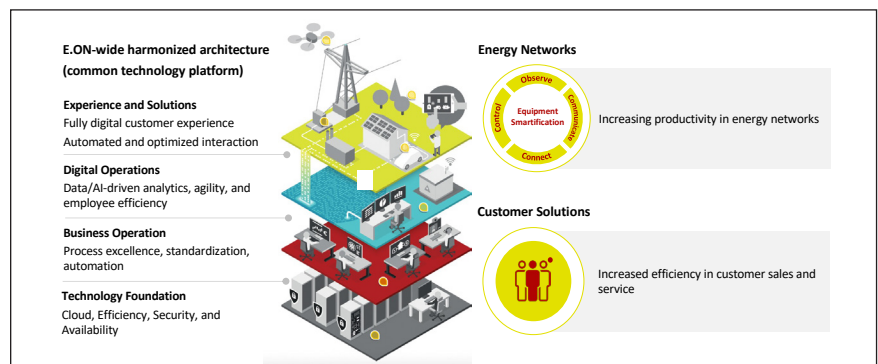 E.ON-wide harmonized architecture
(common technology platform)
Experience and Solutions
Fully digital customer experience
Automated and optimized interaction
Digital Operations
Data/AI-driven analytics, agility, and
employee efficiency
Business Operation
Process excellence, standardization,
automation
Technology Foundation
Cloud, Efficiency, Security, and
Availability
Energy Networks
Observe
Control
Equipment
Smartification
Communicate
Connect
Increasing productivity in energy networks
Customer Solutions
Increased efficiency in customer sales and
service